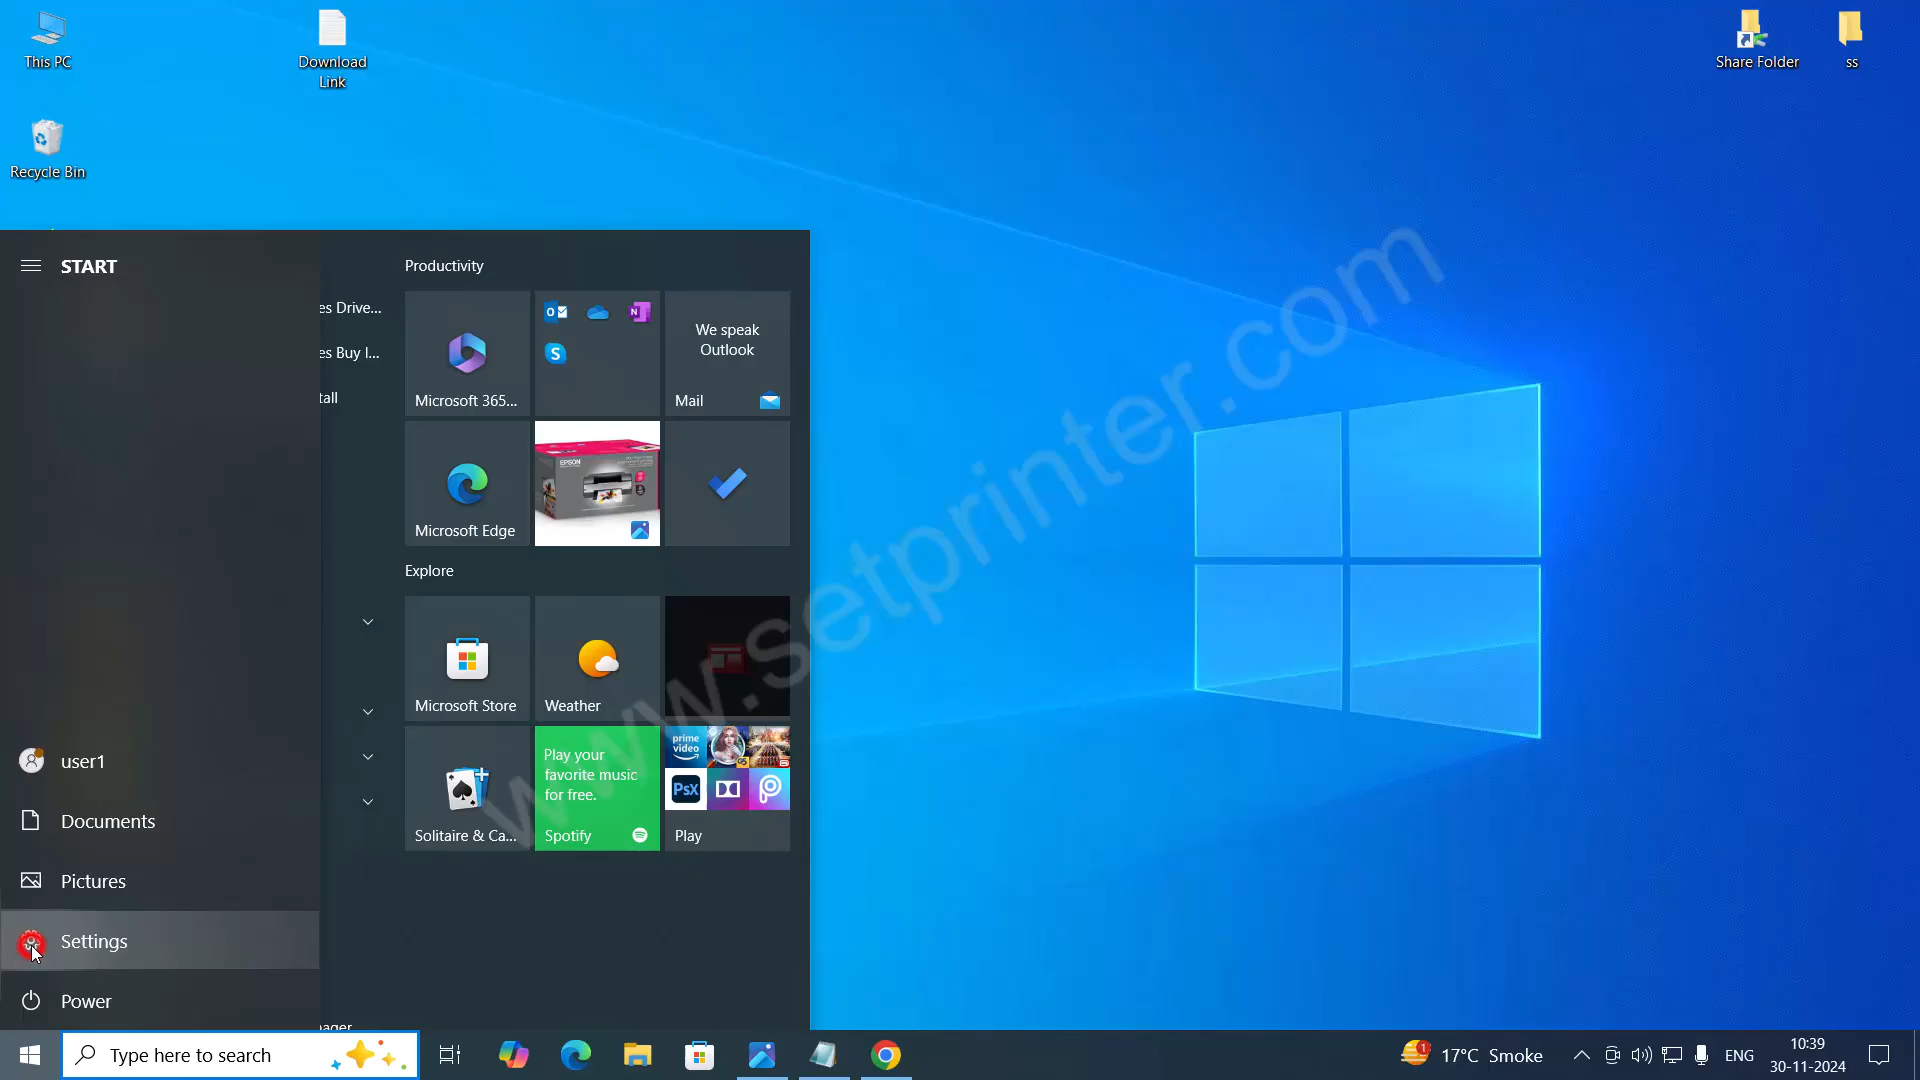 This PC
Download
Link
Share Folder
ss
Recycle Bin
START
es Drive...
es Buy I...
tall
Productivity
We speak
Outlook
Microsoft 365...
Mail
EPSON
Microsoft Edge
Explore
Microsoft Store
Weather
prime
video
PsX
Play your
favorite music
for free.
Solitaire & Ca...
Spotify
Play
user1
Documents
Pictures
Settings
Power
ager
Type here to search
1
17°C Smoke
ENG
10:39
30-11-2024
www.setprinter.com